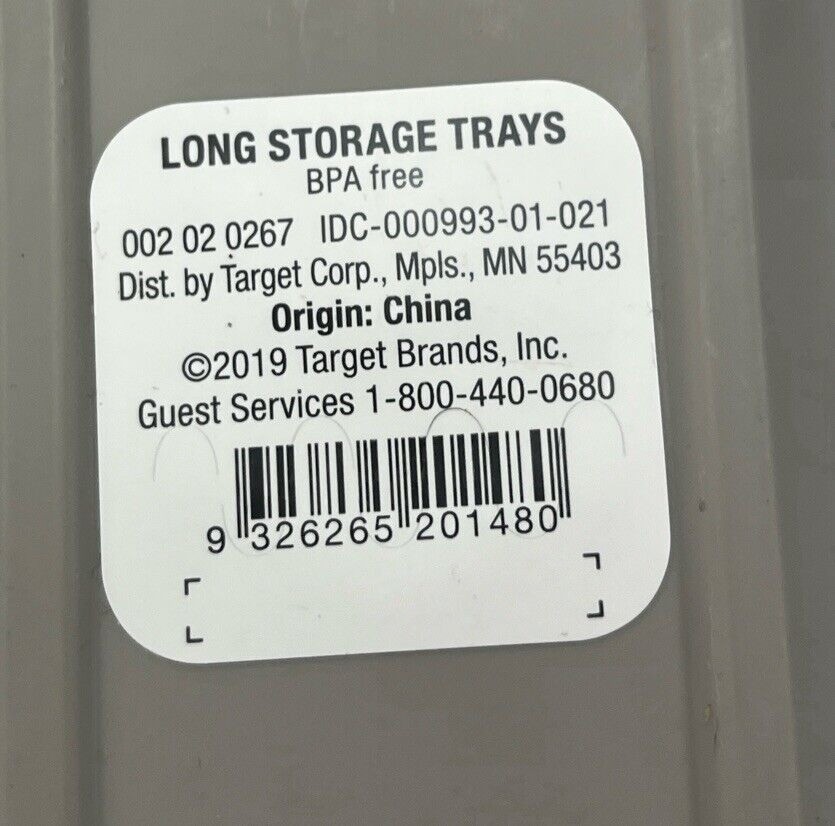 LONG STORAGE TRAYS
BPA free
002 02 0267 IDC-000993-01-021
Dist. by Target Corp., Mpls., MN 55403
Origin: China
©2019 Target Brands, Inc.
Guest Services 1-800-440-0680
9 326265 201480